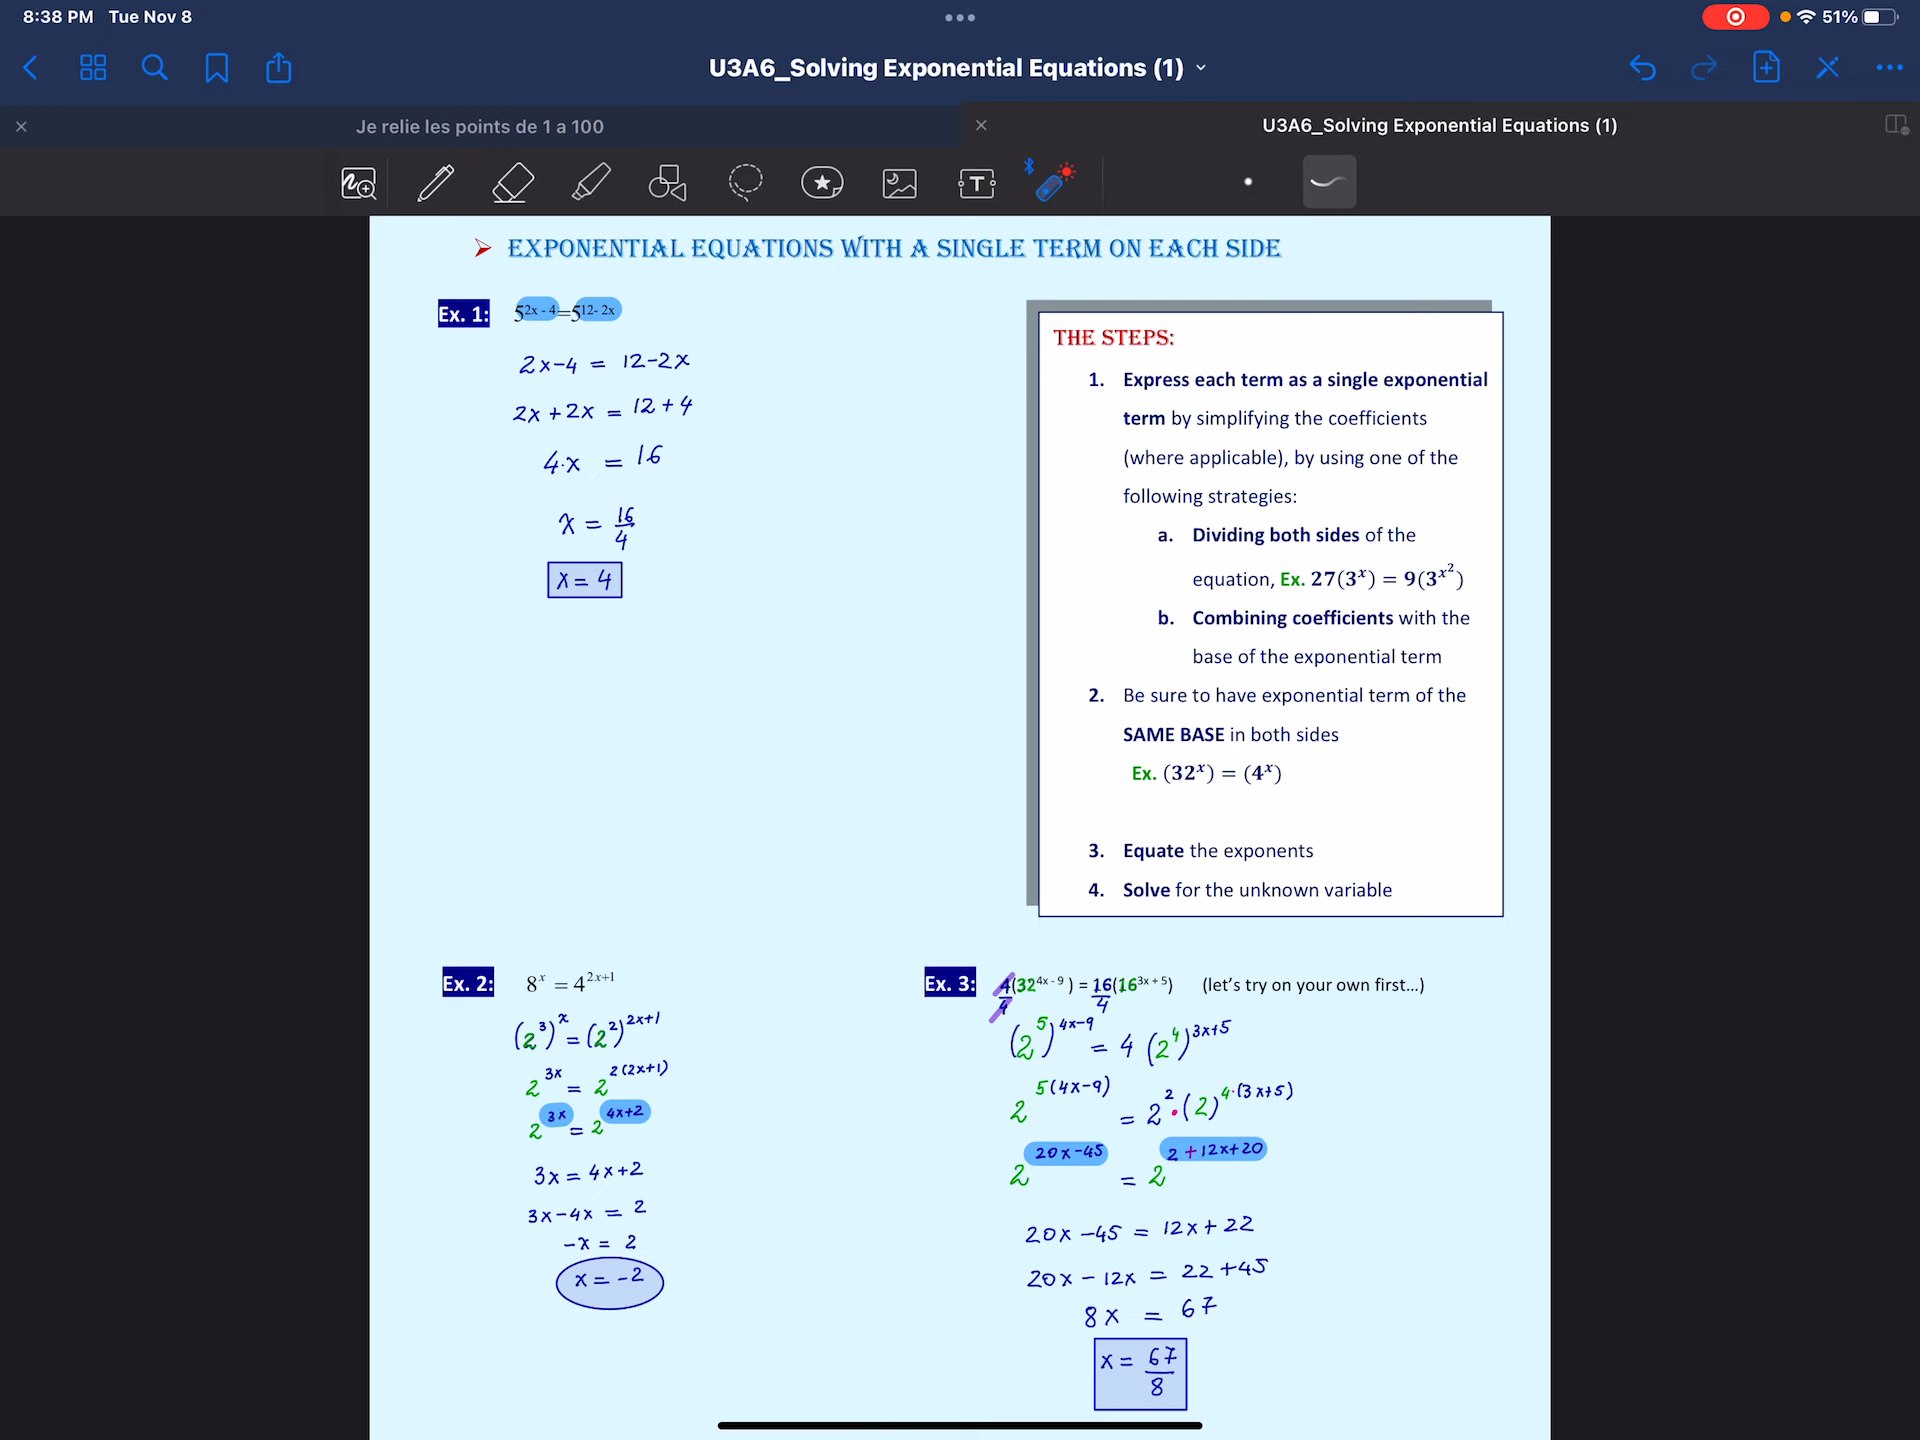 8:38 PM Tue Nov 8
51%
U3A6_Solving Exponential Equations (1)
Je relie les points de 1 a 100
U3A6_Solving Exponential Equations (1)
EXPONENTIAL EQUATIONS WITH A SINGLE TERM ON EACH SIDE
Ex. 1: 5^{2x - 4}=5^{12- 2x}
2x-4 = 12-2x
2x+2x = 12+4
4·x = 16
x = 16/4
x = 4
THE STEPS:
1. Express each term as a single exponential
term by simplifying the coefficients
(where applicable), by using one of the
following strategies:
a. Dividing both sides of the
equation, Ex. 27(3^x) = 9(3^{x^2})
b. Combining coefficients with the
base of the exponential term
2. Be sure to have exponential term of the
SAME BASE in both sides
Ex. (32^x) = (4^x)
3. Equate the exponents
4. Solve for the unknown variable
Ex. 2: 8^x = 4^{2x+1}
(2^3)^x = (2^2)^{2x+1}
2^{3x} = 2^{2(2x+1)}
2^{3x} = 2^{4x+2}
3x = 4x+2
3x-4x = 2
-x = 2
x = -2
Ex. 3: 4/4(32^{4x - 9}) = 16/4(16^{3x + 5}) (let's try on your own first...)
(2^5)^{4x-9} = 4 (2^4)^{3x+5}
2^{5(4x-9)} = 2^2·(2)^{4·(3x+5)}
2^{20x-45} = 2^{2+12x+20}
20x-45 = 12x+22
20x-12x = 22+45
8x = 67
x = 67/8